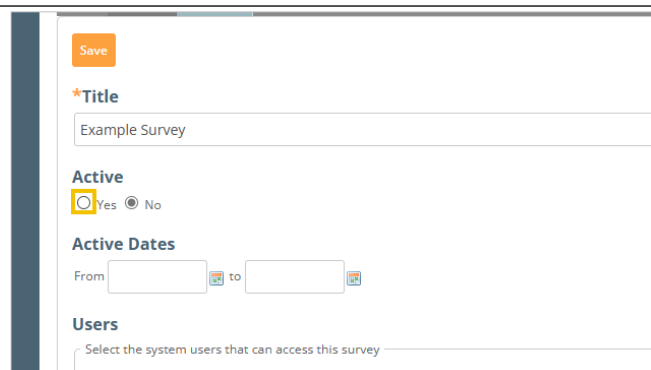 Save
*Title
Example Survey
Active
Yes No
Active Dates
From to
Users
Select the system users that can access this survey